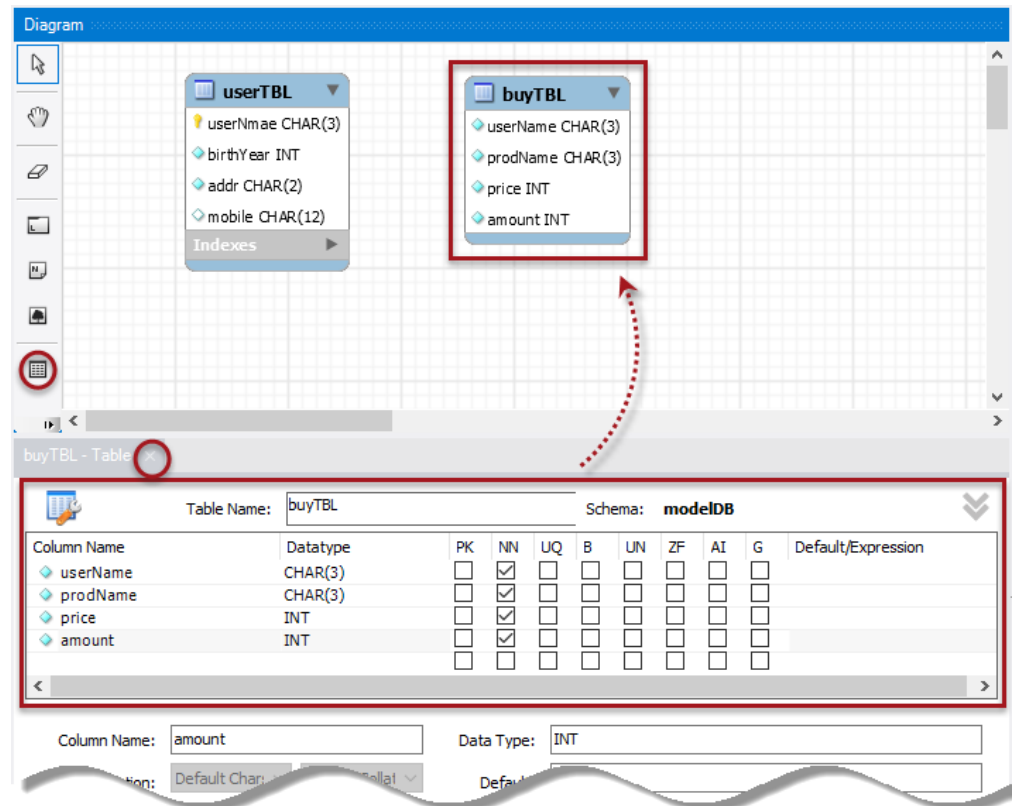 Diagram
userTBL
userNmae CHAR(3)
birthYear INT
addr CHAR(2)
mobile CHAR(12)
Indexes
buyTBL
userName CHAR(3)
prodName CHAR(3)
price INT
amount INT
buyTBL - Table
Table Name: buyTBL Schema: modelDB
Column Name Datatype PK NN UQ B UN ZF AI G Default/Expression
userName CHAR(3)
prodName CHAR(3)
price INT
amount INT
Column Name: amount Data Type: INT
Default